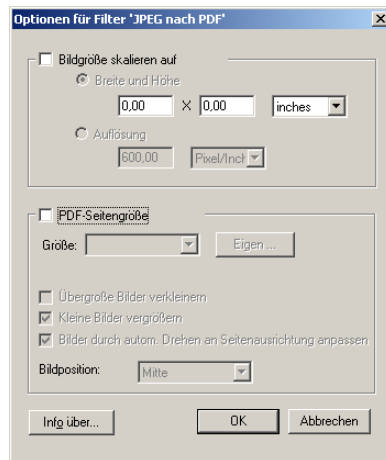 Optionen für Filter 'JPEG nach PDF'
Bildgröße skalieren auf
Breite und Höhe
0,00 X 0,00 inches
Auflösung
600,00 Pixel/Inch
PDF-Seitengröße
Größe: Eigen ...
Übergroße Bilder verkleinern
Kleine Bilder vergrößern
Bilder durch autom. Drehen an Seitenausrichtung anpassen
Bildposition: Mitte
Info über... OK Abbrechen